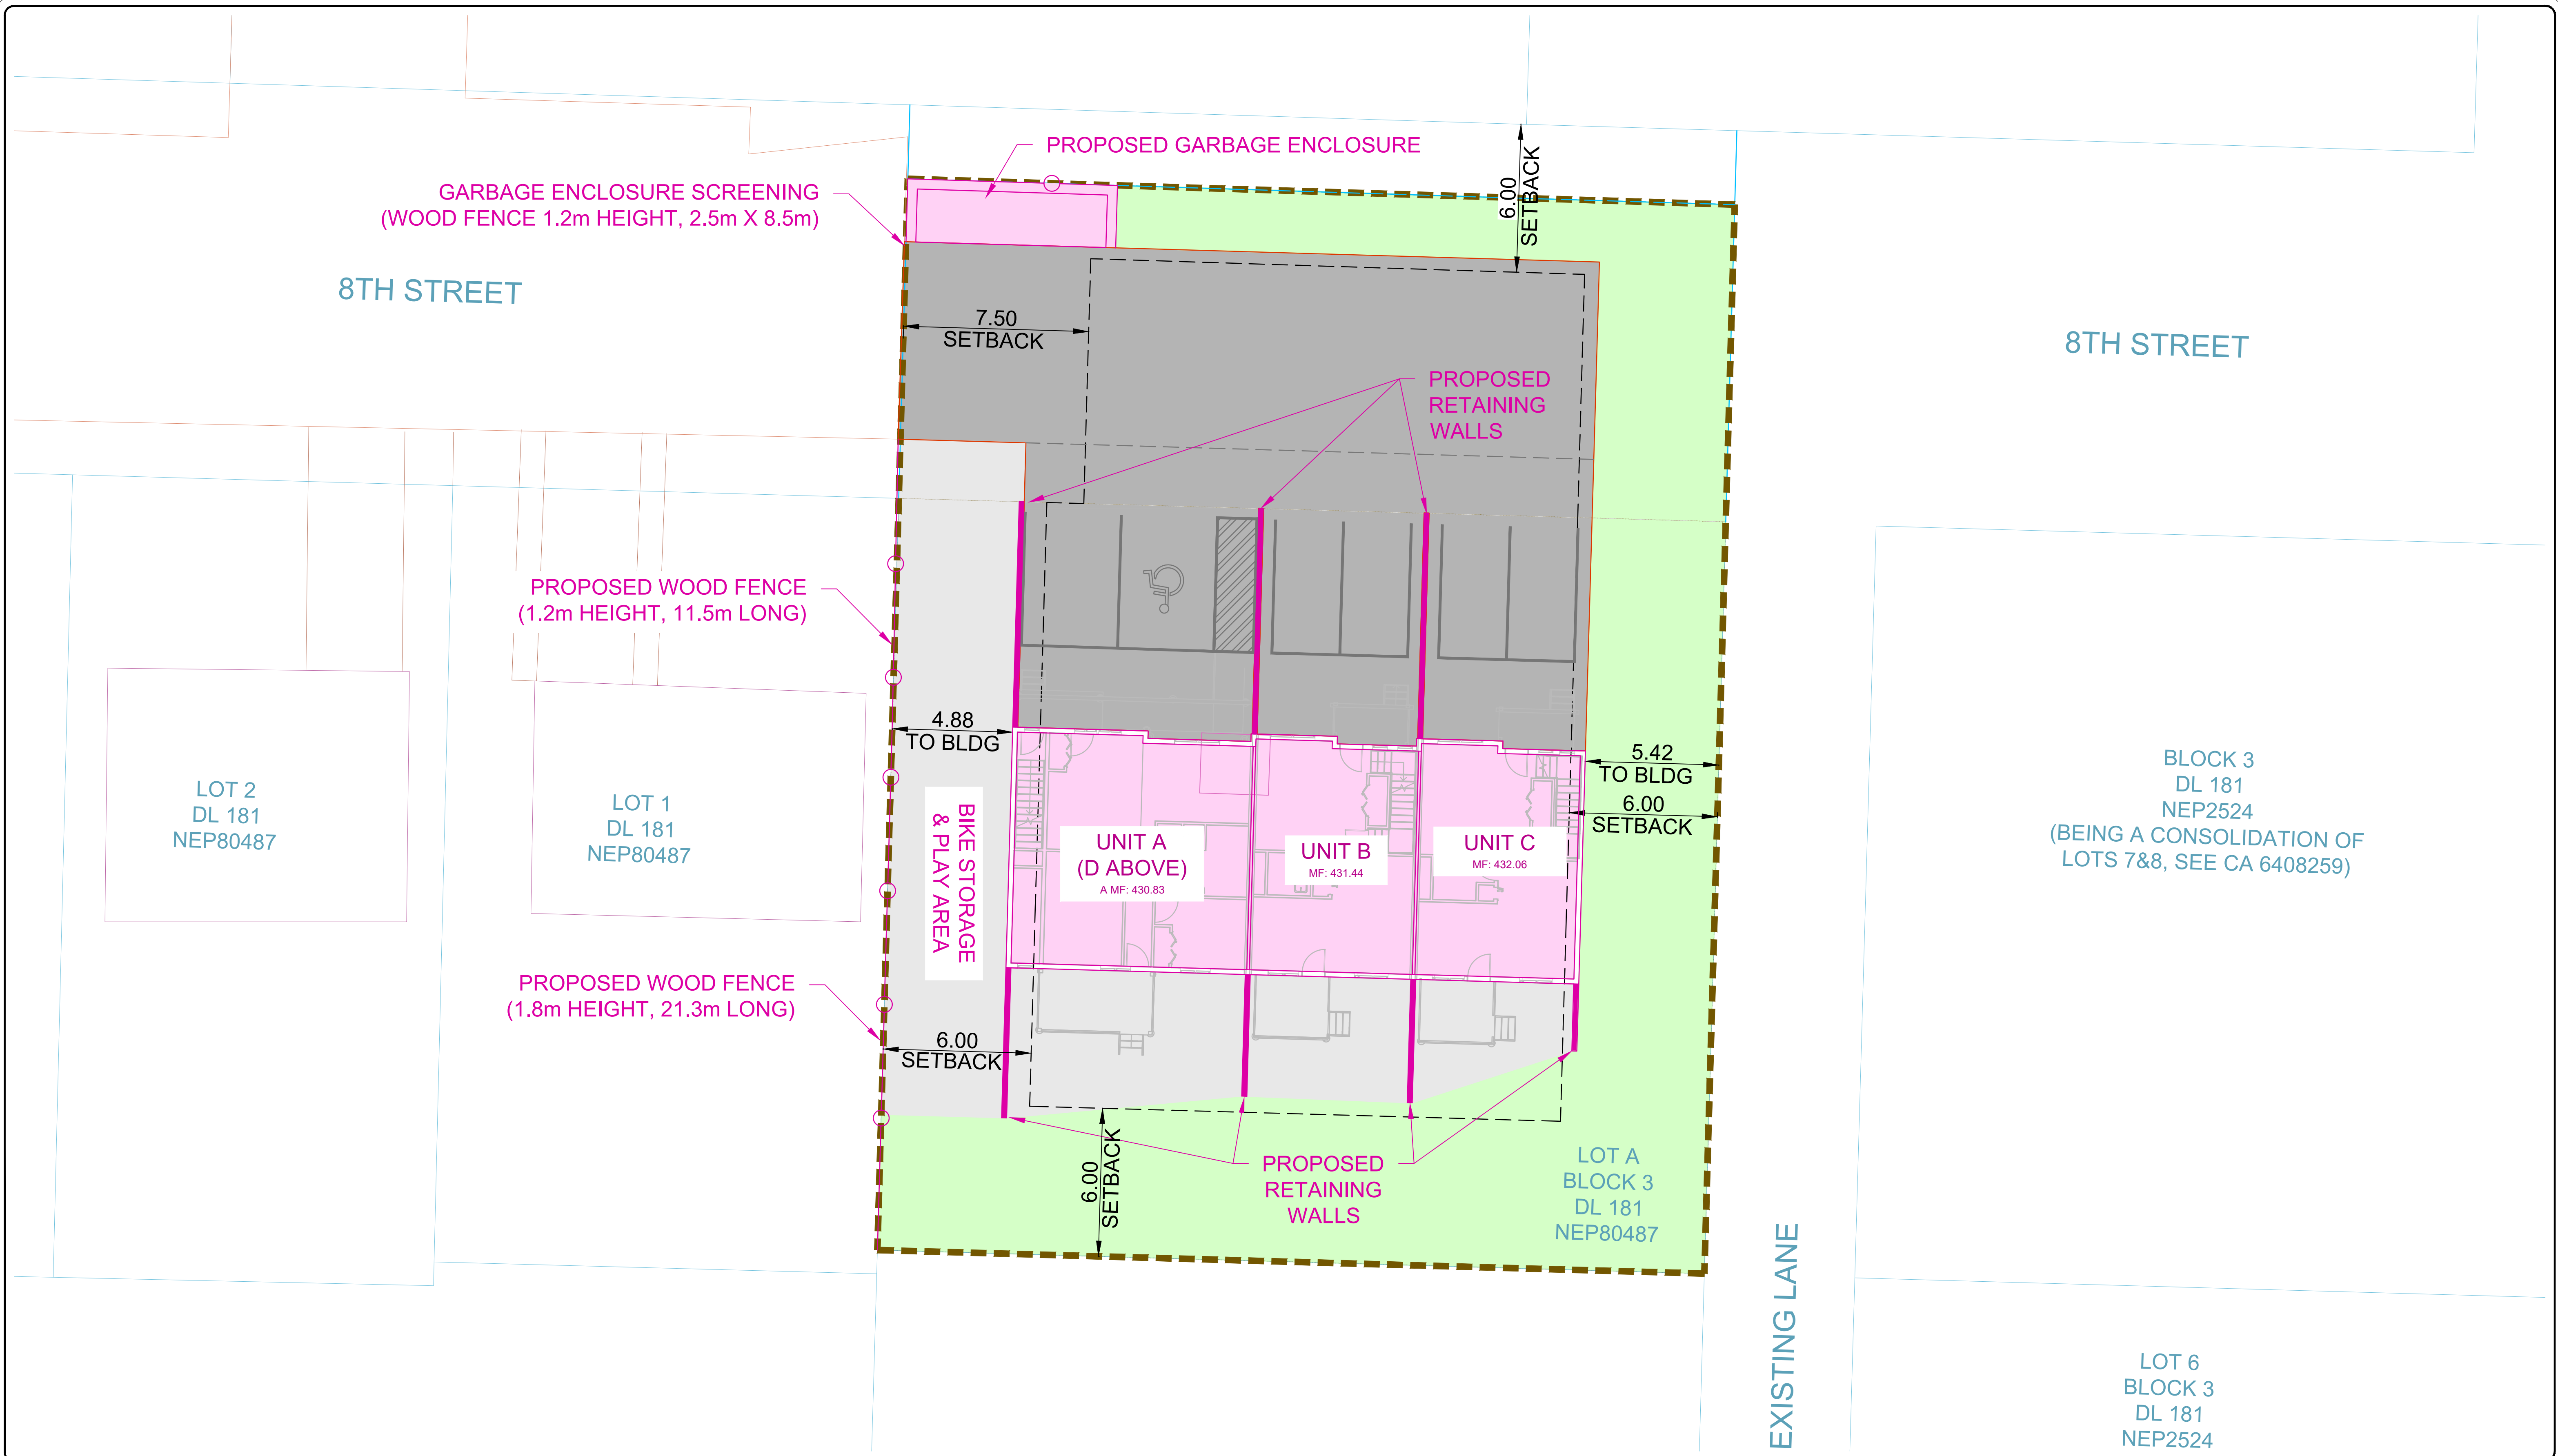 PROPOSED GARBAGE ENCLOSURE
GARBAGE ENCLOSURE SCREENING
(WOOD FENCE 1.2m HEIGHT, 2.5m X 8.5m)
6.00
SETBACK
8TH STREET
7.50
SETBACK
8TH STREET
PROPOSED
RETAINING
WALLS
PROPOSED WOOD FENCE
(1.2m HEIGHT, 11.5m LONG)
4.88
TO BLDG
5.42
TO BLDG
6.00
SETBACK
LOT 2
DL 181
NEP80487
LOT 1
DL 181
NEP80487
BIKE STORAGE
& PLAY AREA
UNIT A
(D ABOVE)
A MF: 430.83
UNIT B
MF: 431.44
UNIT C
MF: 432.06
BLOCK 3
DL 181
NEP2524
(BEING A CONSOLIDATION OF
LOTS 7&8, SEE CA 6408259)
PROPOSED WOOD FENCE
(1.8m HEIGHT, 21.3m LONG)
6.00
SETBACK
6.00
SETBACK
PROPOSED
RETAINING
WALLS
LOT A
BLOCK 3
DL 181
NEP80487
EXISTING LANE
LOT 6
BLOCK 3
DL 181
NEP2524